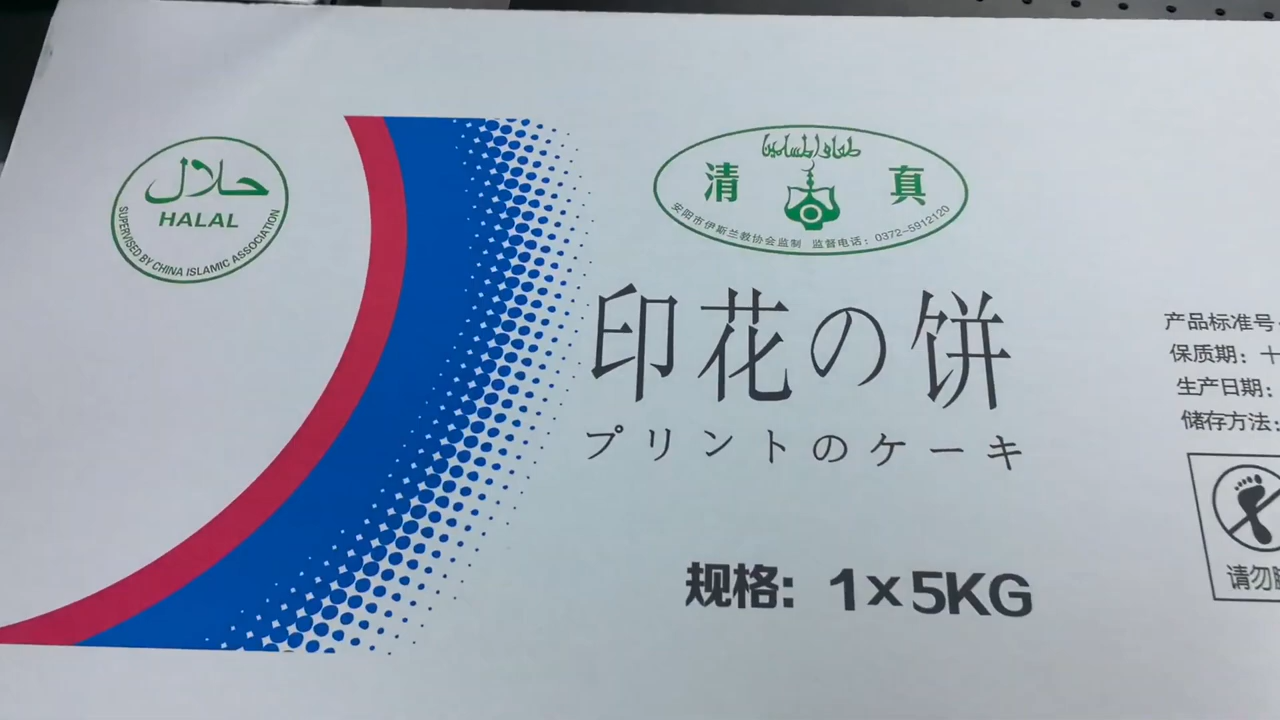 حلال
HALAL
SUPERVISED BY CHINA ISLAMIC ASSOCIATION
清 真
安阳市伊斯兰教协会监制 监督电话：0372-5912120
印花の饼
プリントのケーキ
规格：1×5KG
产品标准号
保质期：十
生产日期：
储存方法：
请勿